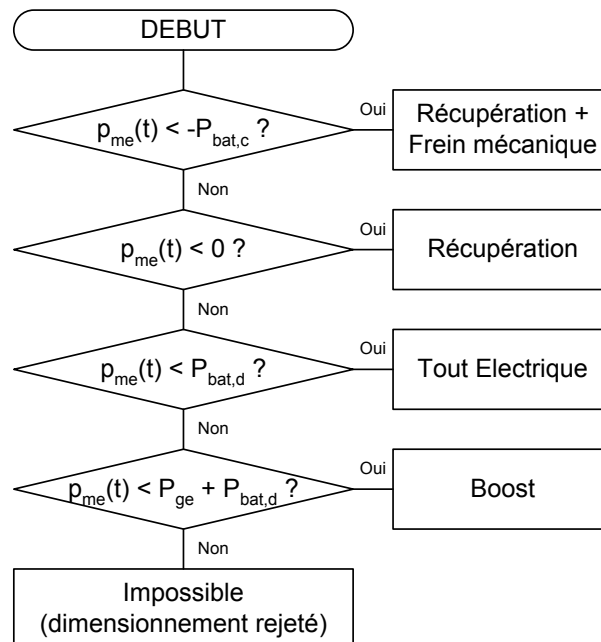 DEBUT
p_me(t) < -P_bat,c ?
Oui
Récupération +
Frein mécanique
Non
p_me(t) < 0 ?
Oui
Récupération
Non
p_me(t) < P_bat,d ?
Oui
Tout Electrique
Non
p_me(t) < P_ge + P_bat,d ?
Oui
Boost
Non
Impossible
(dimensionnement rejeté)